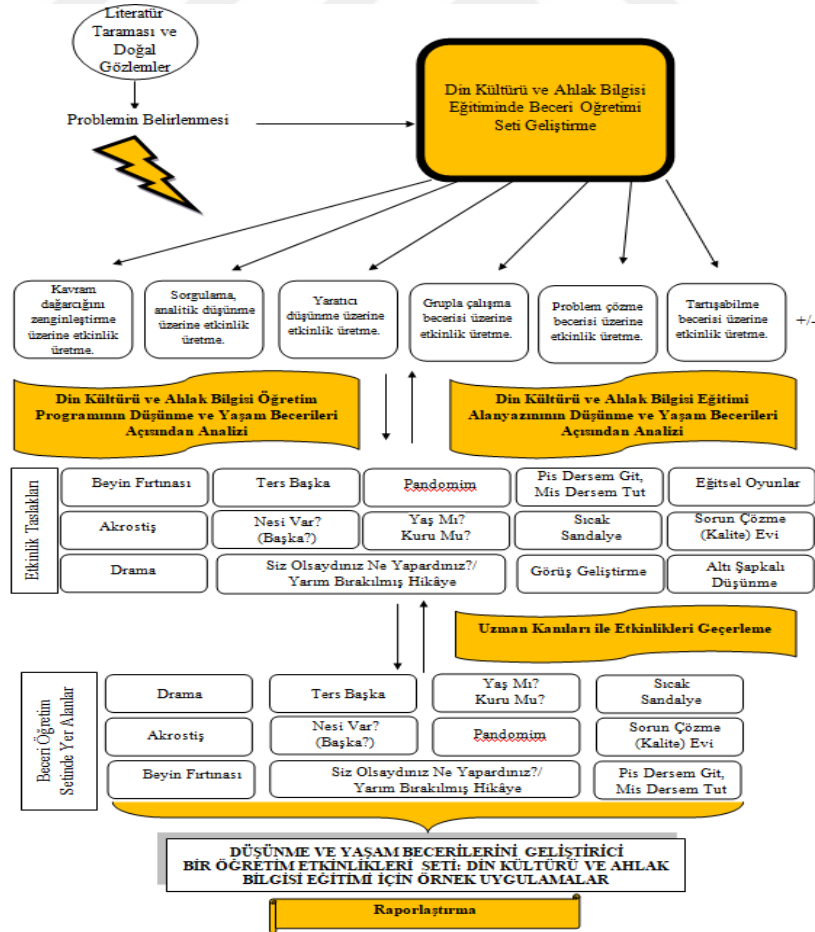 Literatür
Taraması ve
Doğal
Gözlemler
Problemin Belirlenmesi
Din Kültürü ve Ahlak Bilgisi
Eğitiminde Beceri Öğretimi
Seti Geliştirme
Kavram
dağarcığını
zenginleştirme
üzerine etkinlik
üretme.
Sorgulama,
analitik düşünme
üzerine etkinlik
üretme.
Yaratıcı
düşünme üzerine
etkinlik üretme.
Grupla çalışma
becerisi üzerine
etkinlik üretme.
Problem çözme
becerisi üzerine
etkinlik üretme.
Tartışabilme
becerisi üzerine
etkinlik üretme.
+/-
Din Kültürü ve Ahlak Bilgisi Öğretim
Programının Düşünme ve Yaşam Becerileri
Açısından Analizi
Din Kültürü ve Ahlak Bilgisi Eğitimi
Alanyazınının Düşünme ve Yaşam Becerileri
Açısından Analizi
Etkinlik Taslakları
Beyin Fırtınası
Ters Başka
Pandomim
Pis Dersem Git,
Mis Dersem Tut
Eğitsel Oyunlar
Akrostiş
Nesi Var?
(Başka?)
Yaş Mı?
Kuru Mu?
Sıcak
Sandalye
Sorun Çözme
(Kalite) Evi
Drama
Siz Olsaydınız Ne Yapardınız?/
Yarım Bırakılmış Hikâye
Görüş Geliştirme
Altı Şapkalı
Düşünme
Uzman Kanıları ile Etkinlikleri Geçerleme
Beceri Öğretim
Setinde Yer Alanlar
Drama
Ters Başka
Yaş Mı?
Kuru Mu?
Sıcak
Sandalye
Akrostiş
Nesi Var?
(Başka?)
Pandomim
Sorun Çözme
(Kalite) Evi
Beyin Fırtınası
Siz Olsaydınız Ne Yapardınız?/
Yarım Bırakılmış Hikâye
Pis Dersem Git,
Mis Dersem Tut
DÜŞÜNME VE YAŞAM BECERİLERİNİ GELİŞTİRİCİ
BİR ÖĞRETİM ETKİNLİKLERİ SETİ: DİN KÜLTÜRÜ VE AHLAK
BİLGİSİ EĞİTİMİ İÇİN ÖRNEK UYGULAMALAR
Raporlaştırma